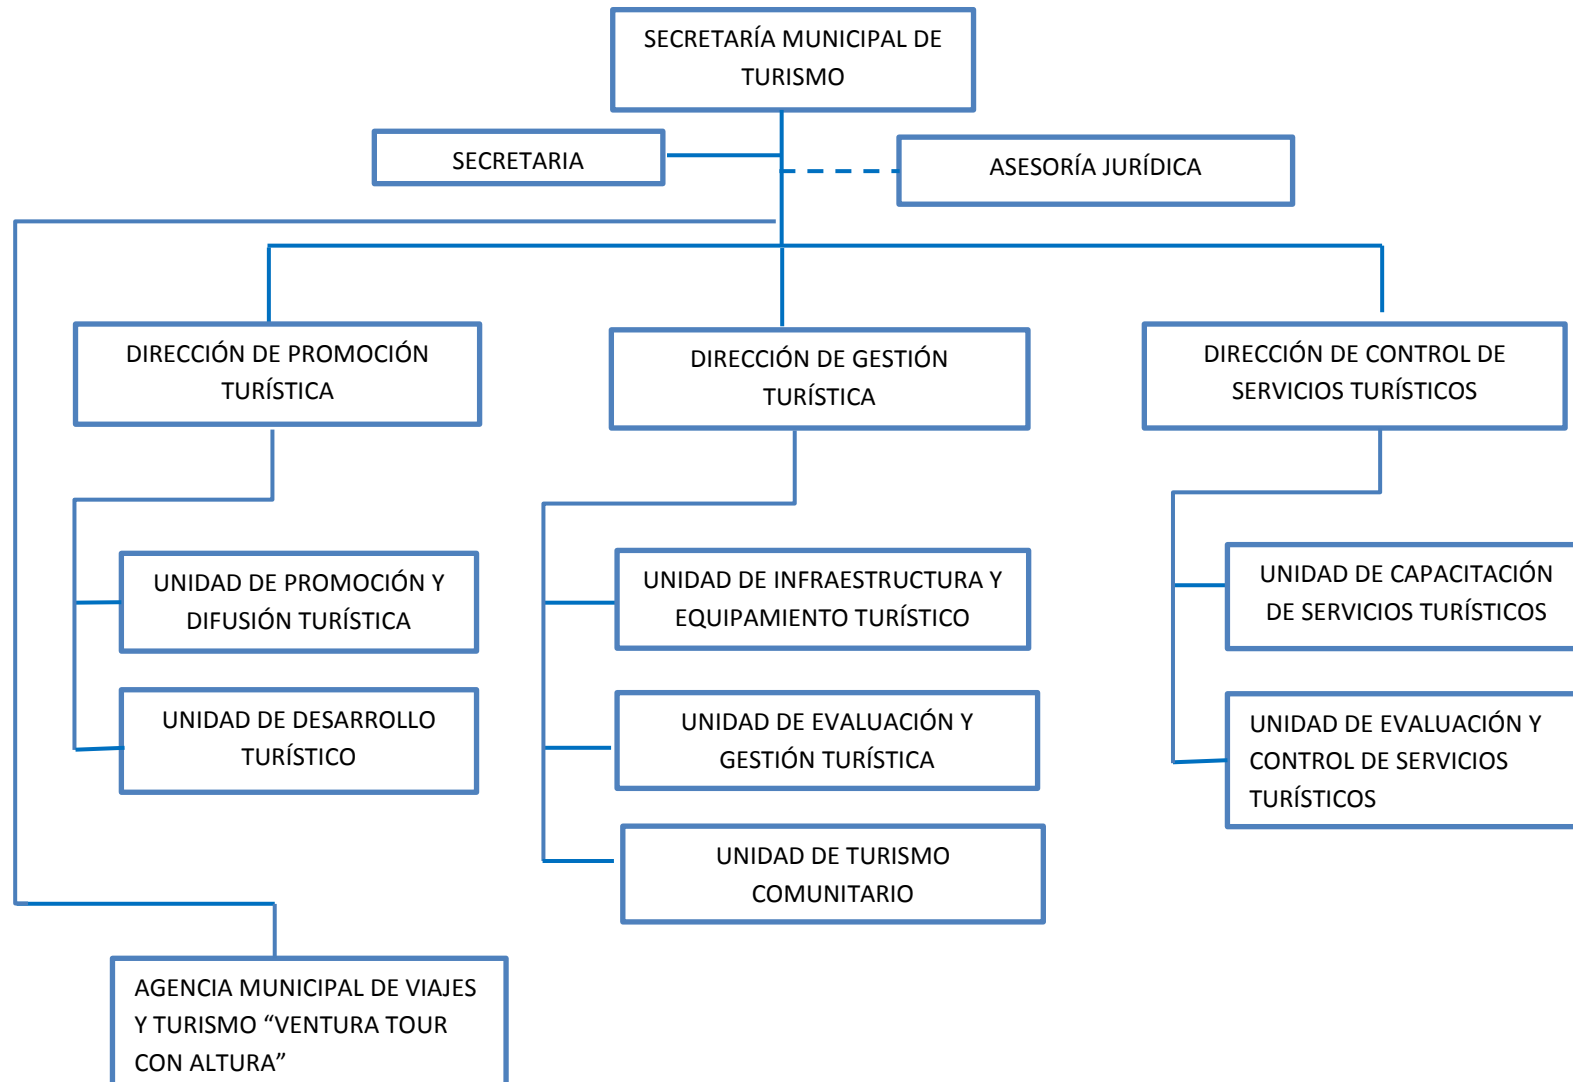 SECRETARÍA MUNICIPAL DE
TURISMO
SECRETARIA
ASESORÍA JURÍDICA
DIRECCIÓN DE PROMOCIÓN
TURÍSTICA
DIRECCIÓN DE GESTIÓN
TURÍSTICA
DIRECCIÓN DE CONTROL DE
SERVICIOS TURÍSTICOS
UNIDAD DE PROMOCIÓN Y
DIFUSIÓN TURÍSTICA
UNIDAD DE INFRAESTRUCTURA Y
EQUIPAMIENTO TURÍSTICO
UNIDAD DE CAPACITACIÓN
DE SERVICIOS TURÍSTICOS
UNIDAD DE DESARROLLO
TURÍSTICO
UNIDAD DE EVALUACIÓN Y
GESTIÓN TURÍSTICA
UNIDAD DE EVALUACIÓN Y
CONTROL DE SERVICIOS
TURÍSTICOS
UNIDAD DE TURISMO
COMUNITARIO
AGENCIA MUNICIPAL DE VIAJES
Y TURISMO “VENTURA TOUR
CON ALTURA”